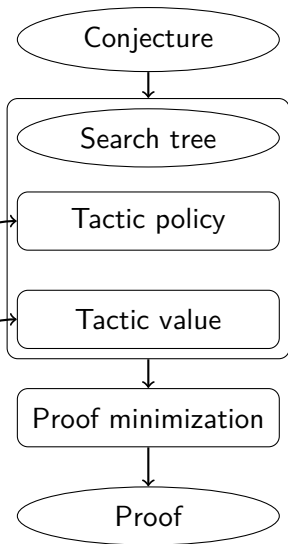 Conjecture
Search tree
Tactic policy
Tactic value
Proof minimization
Proof